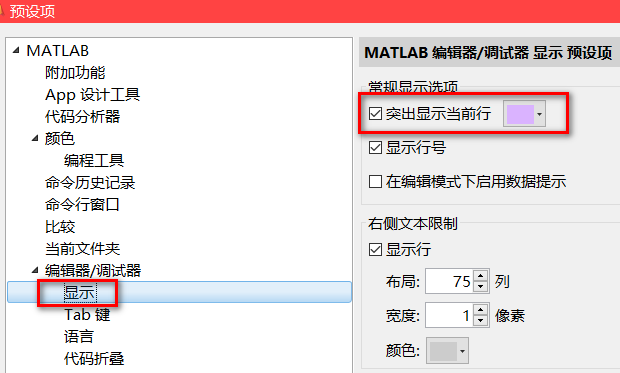 预设项
MATLAB
附加功能
App 设计工具
代码分析器
颜色
编程工具
命令历史记录
命令行窗口
比较
当前文件夹
编辑器/调试器
显示
Tab 键
语言
代码折叠
MATLAB 编辑器/调试器 显示 预设项
常规显示选项
突出显示当前行
显示行号
在编辑模式下启用数据提示
右侧文本限制
显示行
布局: 75 列
宽度: 1 像素
颜色: